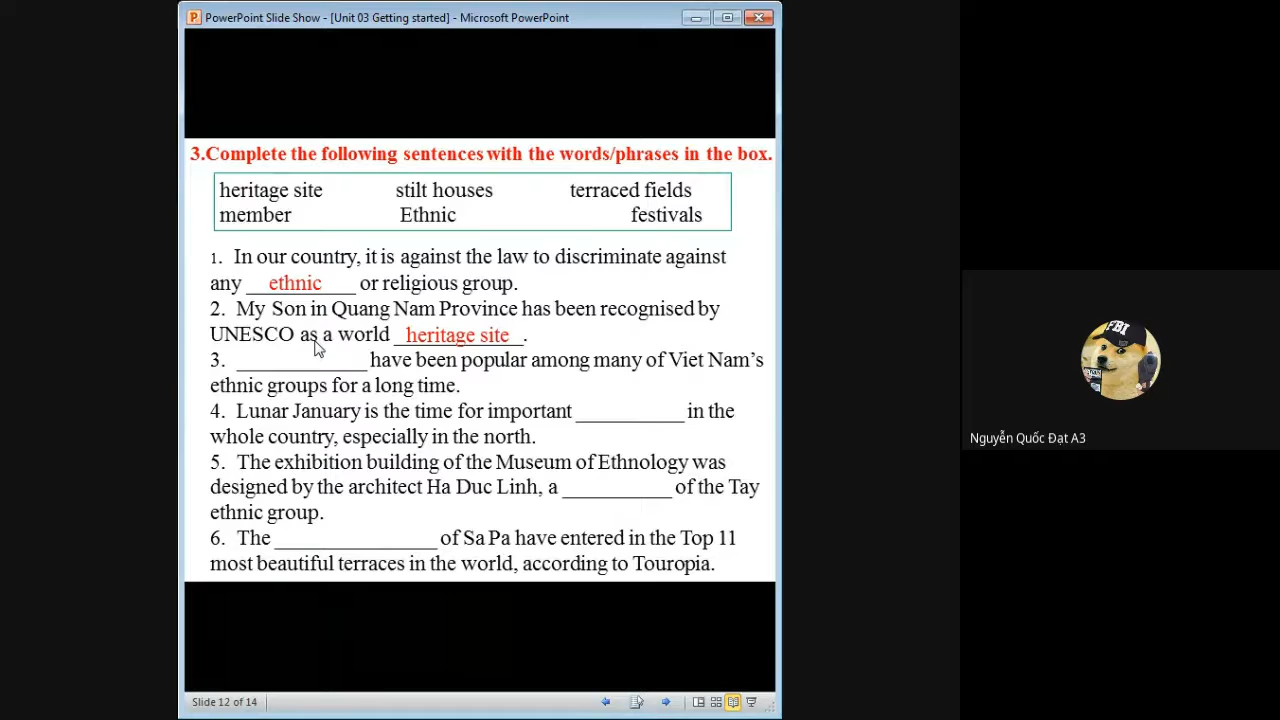 PowerPoint Slide Show - [Unit 03 Getting started] - Microsoft PowerPoint
3.Complete the following sentences with the words/phrases in the box.
heritage site stilt houses terraced fields
member Ethnic festivals
1. In our country, it is against the law to discriminate against
any ____________ethnic or religious group.
2. My Son in Quang Nam Province has been recognised by
UNESCO as a world heritage site.
3. ____________ have been popular among many of Viet Nam's
ethnic groups for a long time.
4. Lunar January is the time for important __________ in the
whole country, especially in the north.
5. The exhibition building of the Museum of Ethnology was
designed by the architect Ha Duc Linh, a __________ of the Tay
ethnic group.
6. The _______________ of Sa Pa have entered in the Top 11
most beautiful terraces in the world, according to Touropia.
Slide 12 of 14
FBI
Nguyễn Quốc Đạt A3